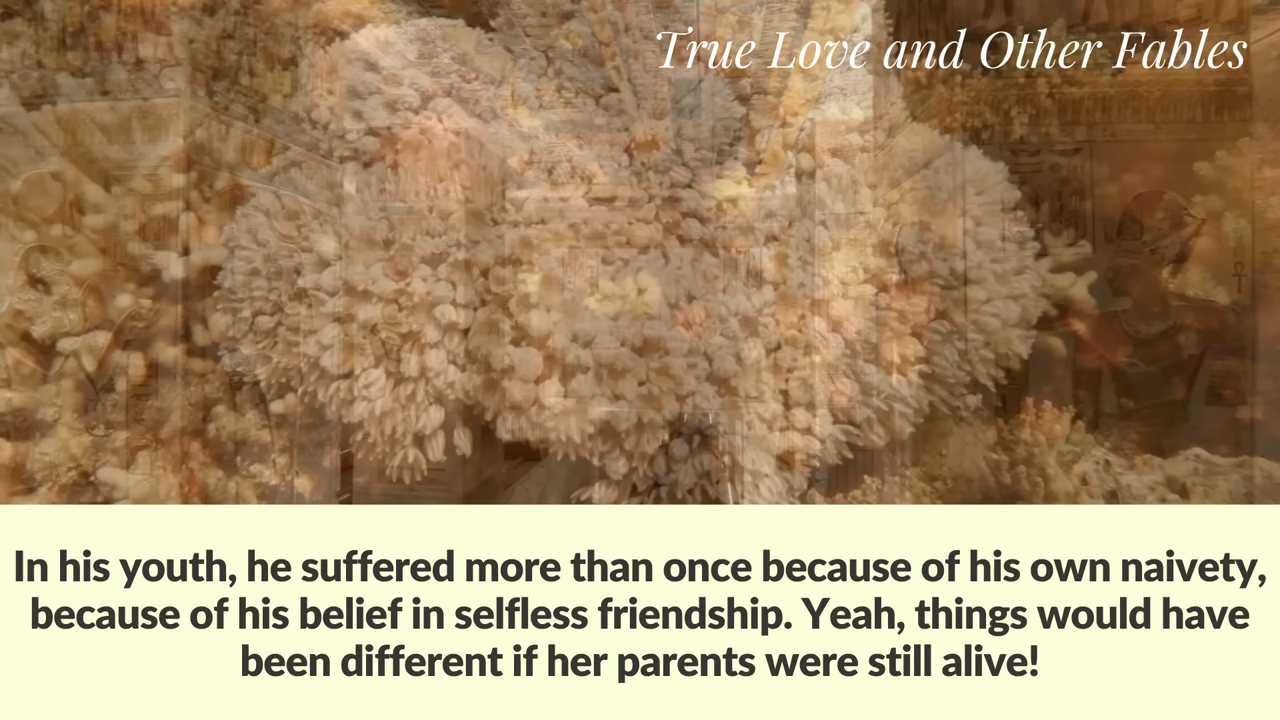 True Love and Other Fables
In his youth, he suffered more than once because of his own naivety,
because of his belief in selfless friendship. Yeah, things would have
been different if her parents were still alive!